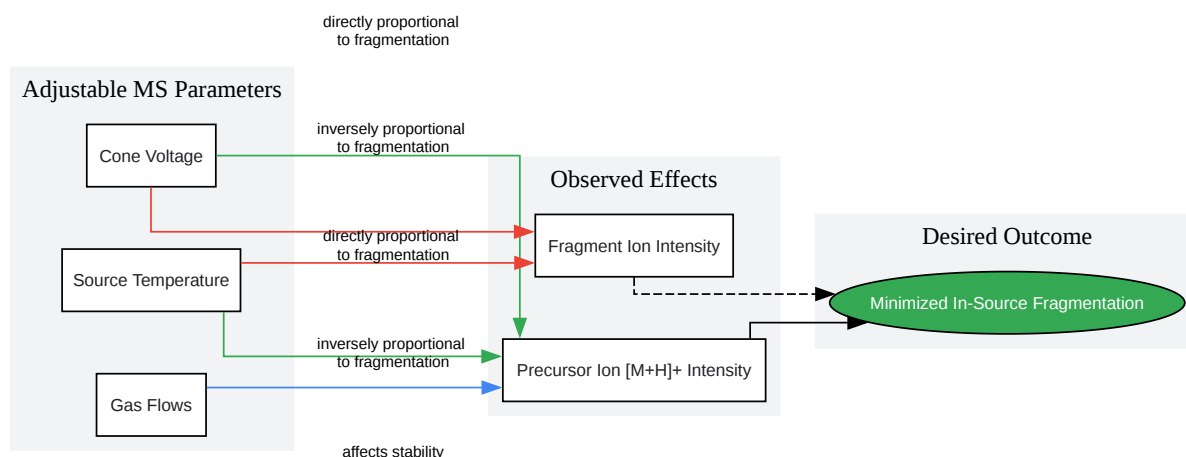 directly proportional
to fragmentation
Adjustable MS Parameters
Cone Voltage
inversely proportional
to fragmentation
Observed Effects
Fragment Ion Intensity
directly proportional
to fragmentation
Source Temperature
Desired Outcome
Minimized In-Source Fragmentation
inversely proportional
to fragmentation
Precursor Ion [M+H]+ Intensity
Gas Flows
affects stability